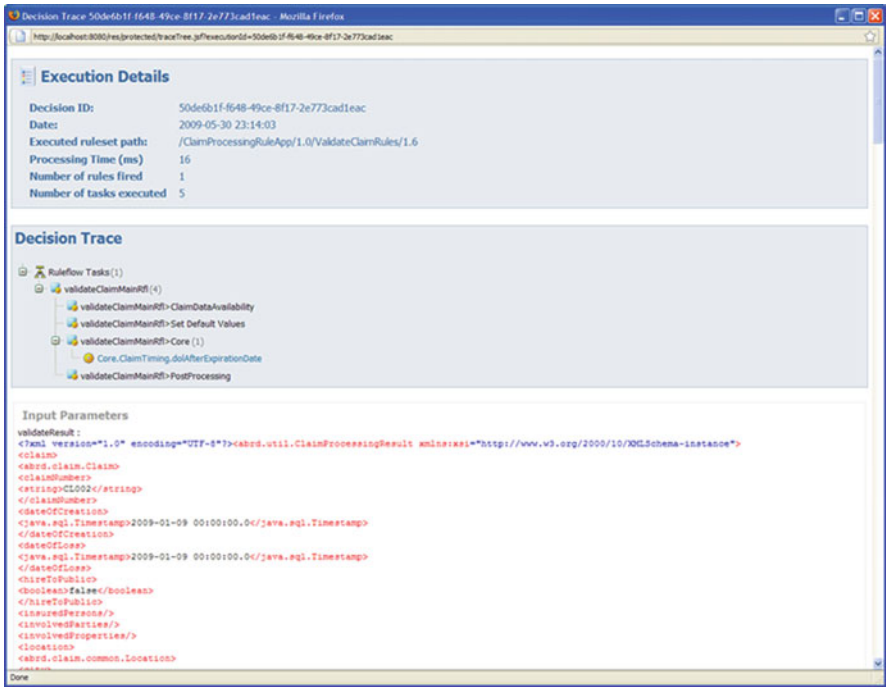 Decision Trace 50de6b1f-f648-49ce-8f17-2e773cad1eac - Mozilla Firefox
http://localhost:8080/res/protected/traceTree.jsf?executionId=50de6b1f-f648-49ce-8f17-2e773cad1eac
Execution Details
Decision ID: 50de6b1f-f648-49ce-8f17-2e773cad1eac
Date: 2009-05-30 23:14:03
Executed ruleset path: /ClaimProcessingRuleApp/1.0/ValidateClaimRules/1.6
Processing Time (ms) 16
Number of rules fired 1
Number of tasks executed 5
Decision Trace
Ruleflow Tasks (1)
validateClaimMainRfl (4)
validateClaimMainRfl>ClaimDataAvailability
validateClaimMainRfl>Set Default Values
validateClaimMainRfl>Core (1)
Core.ClaimTiming.dolAfterExpirationDate
validateClaimMainRfl>PostProcessing
Input Parameters
validateResult :
<?xml version="1.0" encoding="UTF-8"?><abrd.util.ClaimProcessingResult xmlns:xsi="http://www.w3.org/2000/10/XMLSchema-instance">
<claim>
<abrd.claim.Claim>
<claimNumber>
<string>CL002</string>
</claimNumber>
<dateOfCreation>
<java.sql.Timestamp>2009-01-09 00:00:00.0</java.sql.Timestamp>
</dateOfCreation>
<dateOfLoss>
<java.sql.Timestamp>2009-01-09 00:00:00.0</java.sql.Timestamp>
</dateOfLoss>
<hireToPublic>
<boolean>false</boolean>
</hireToPublic>
<insuredPersons/>
<involvedParties/>
<involvedProperties/>
<location>
<abrd.claim.common.Location>
Done